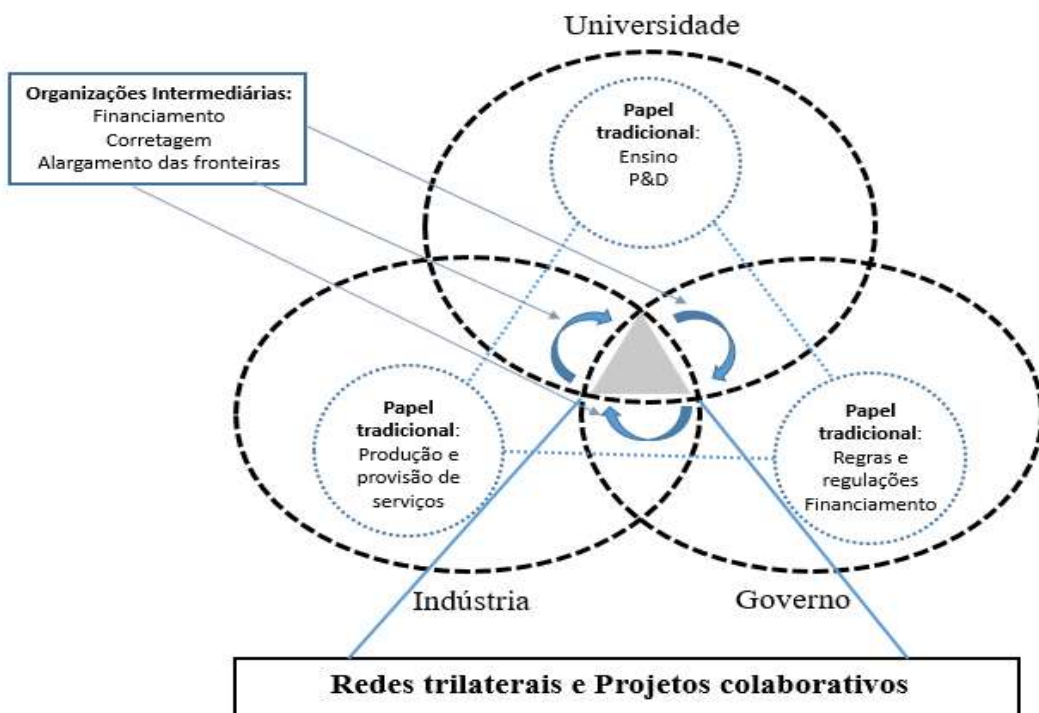 Universidade
Organizações Intermediárias:
Financiamento
Corretagem
Alargamento das fronteiras
Papel
tradicional:
Ensino
P&D
Papel
tradicional:
Produção e
provisão de
serviços
Papel
tradicional:
Regras e
regulações
Financiamento
Indústria
Governo
Redes trilaterais e Projetos colaborativos